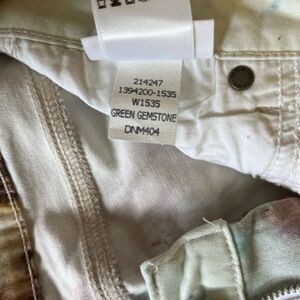 214247
1394200-1535
W1535
GREEN GEMSTONE
DNM404